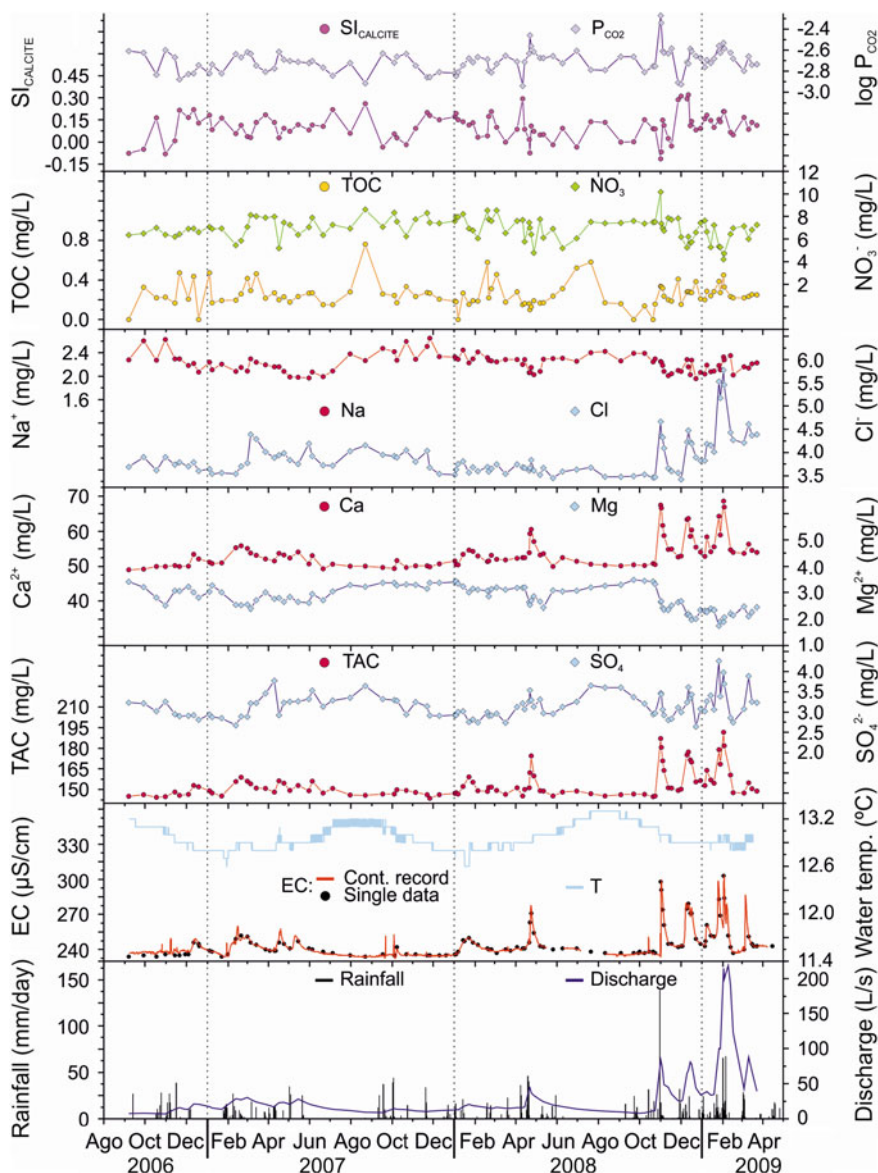 SI CALCITE P CO2
SI CALCITE
0.45
0.30
0.15
0.00
-0.15
-2.4
-2.6
-2.8
-3.0
log P CO2
TOC NO3
TOC (mg/L)
0.8
0.4
0.0
12
10
8
6
4
2
NO3- (mg/L)
Na+ (mg/L)
2.4
2.0
1.6
Na Cl
6.0
5.5
5.0
4.5
4.0
3.5
Cl- (mg/L)
Ca Mg
Ca2+ (mg/L)
70
60
50
40
5.0
4.0
3.0
2.0
1.0
Mg2+ (mg/L)
TAC SO4
TAC (mg/L)
210
195
180
165
150
4.0
3.5
3.0
2.5
2.0
SO42- (mg/L)
EC (µS/cm)
330
300
270
240
EC: Cont. record
Single data
T
13.2
12.6
12.0
11.4
Water temp. (ºC)
Rainfall Discharge
Rainfall (mm/day)
150
100
50
0
200
150
100
50
0
Discharge (L/s)
Ago Oct Dec Feb Apr Jun Ago Oct Dec Feb Apr Jun Ago Oct Dec Feb Apr
2006 2007 2008 2009